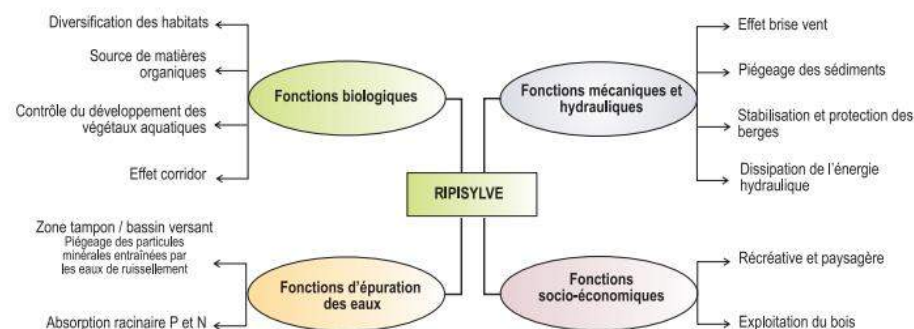 Diversification des habitats
Source de matières
organiques
Contrôle du développement des
végétaux aquatiques
Effet corridor
Fonctions biologiques
Fonctions mécaniques et
hydrauliques
Effet brise vent
Piégeage des sédiments
Stabilisation et protection des
berges
Dissipation de l'énergie
hydraulique
RIPISYLVE
Zone tampon / bassin versant
Piégeage des particules
minérales entraînées par
les eaux de ruissellement
Absorption racinaire P et N
Fonctions d'épuration
des eaux
Fonctions
socio-économiques
Récréative et paysagère
Exploitation du bois